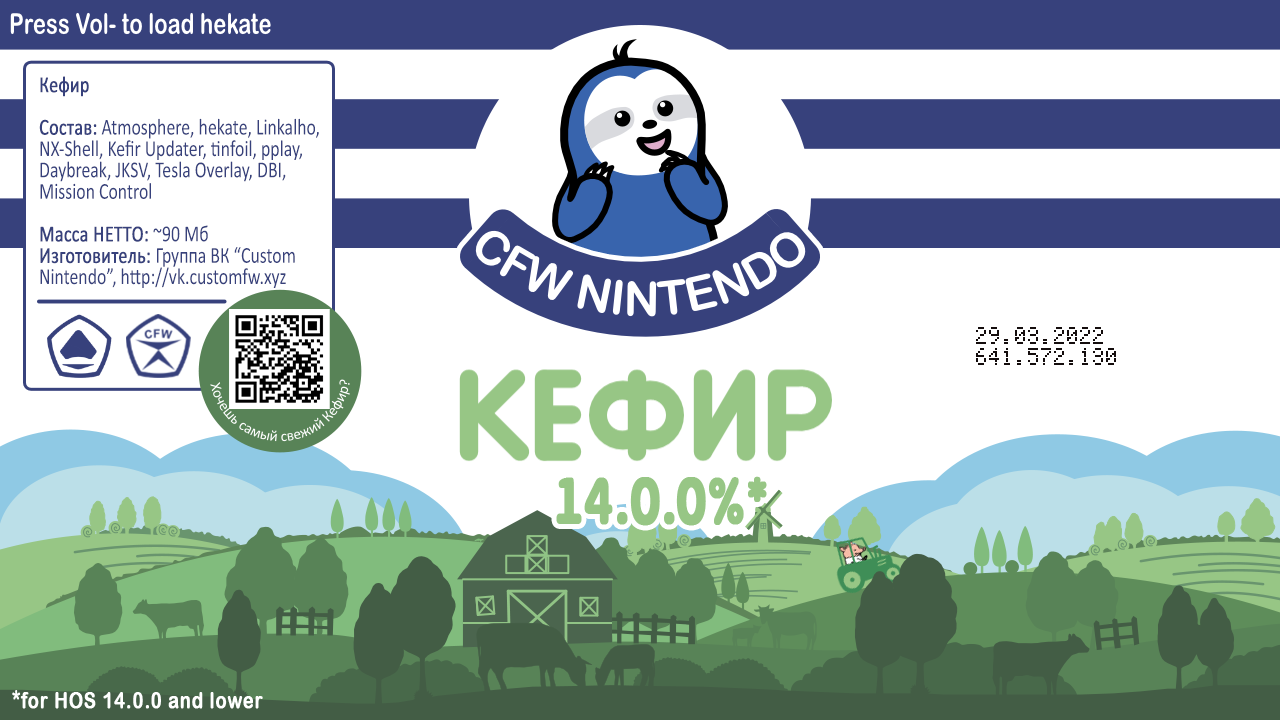 Press Vol- to load hekate
Кефир
Состав: Atmosphere, hekate, Linkalho,
NX-Shell, Kefir Updater, tinfoil, pplay,
Daybreak, JKSV, Tesla Overlay, DBI,
Mission Control
Масса НЕТТО: ~90 Мб
Изготовитель: Группа ВК “Custom
Nintendo”, http://vk.customfw.xyz
CFW
Хочешь самый свежий Кефир?
CFW NINTENDO
29.03.2022
641.572.130
КЕФИР
14.0.0%*
*for HOS 14.0.0 and lower